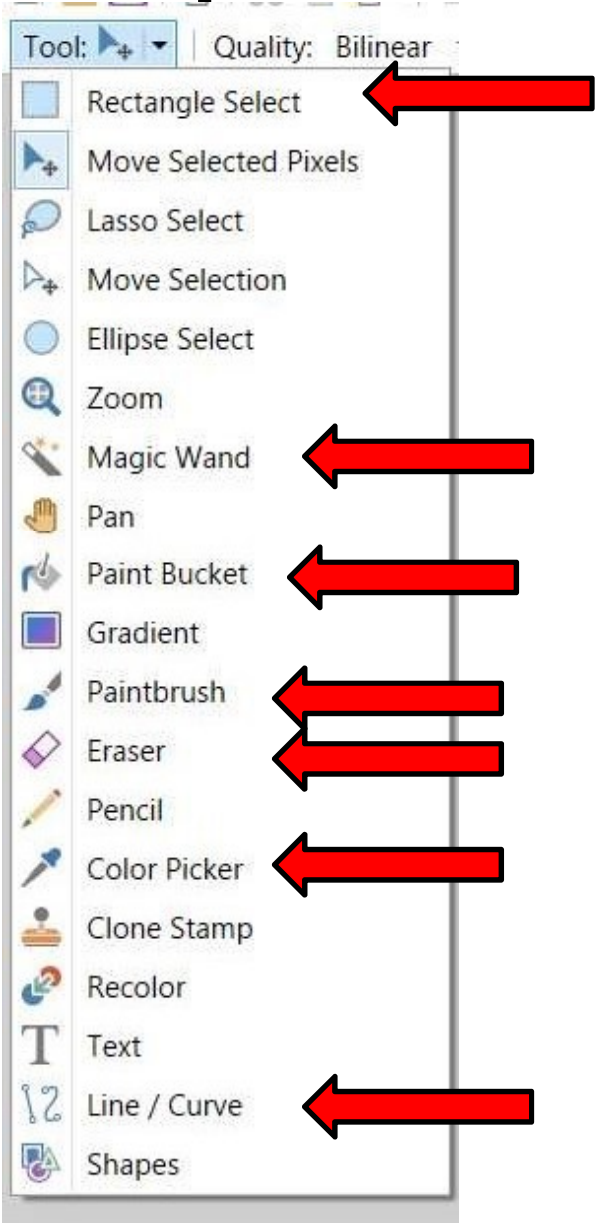 Tool: Quality: Bilinear
Rectangle Select
Move Selected Pixels
Lasso Select
Move Selection
Ellipse Select
Zoom
Magic Wand
Pan
Paint Bucket
Gradient
Paintbrush
Eraser
Pencil
Color Picker
Clone Stamp
Recolor
Text
Line / Curve
Shapes